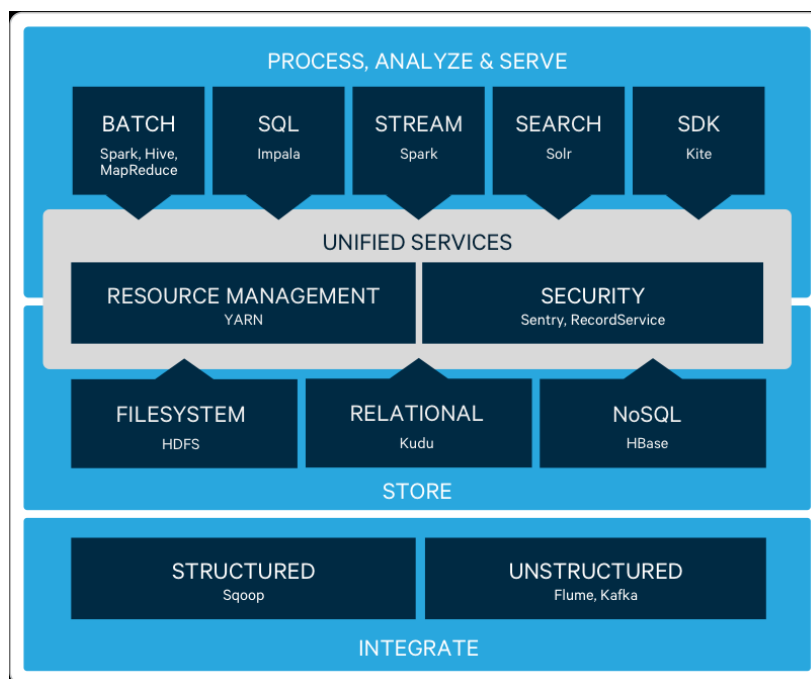 PROCESS, ANALYZE & SERVE
BATCH
Spark, Hive,
MapReduce
SQL
Impala
STREAM
Spark
SEARCH
Solr
SDK
Kite
UNIFIED SERVICES
RESOURCE MANAGEMENT
YARN
SECURITY
Sentry, RecordService
FILESYSTEM
HDFS
RELATIONAL
Kudu
NoSQL
HBase
STORE
STRUCTURED
Sqoop
UNSTRUCTURED
Flume, Kafka
INTEGRATE